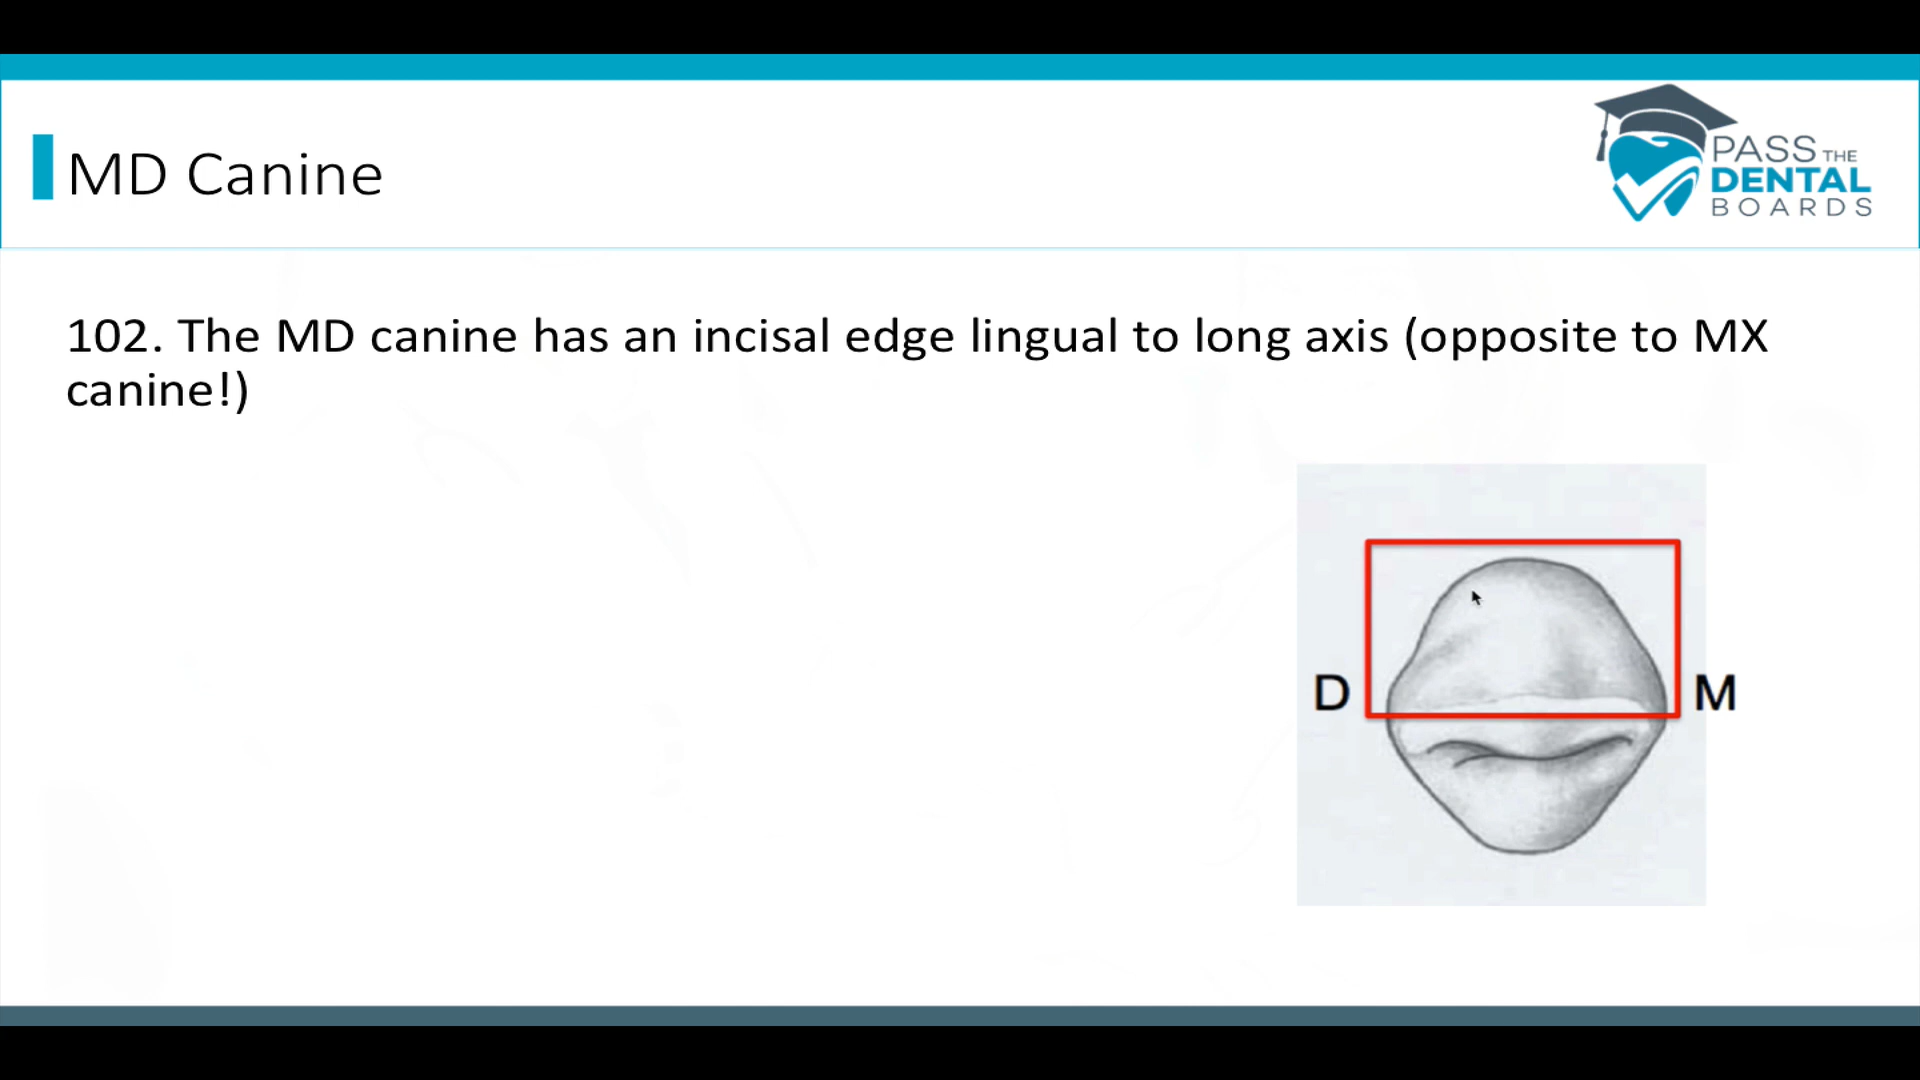 MD Canine
PASS THE
DENTAL
BOARDS
102. The MD canine has an incisal edge lingual to long axis (opposite to MX
canine!)
D
M